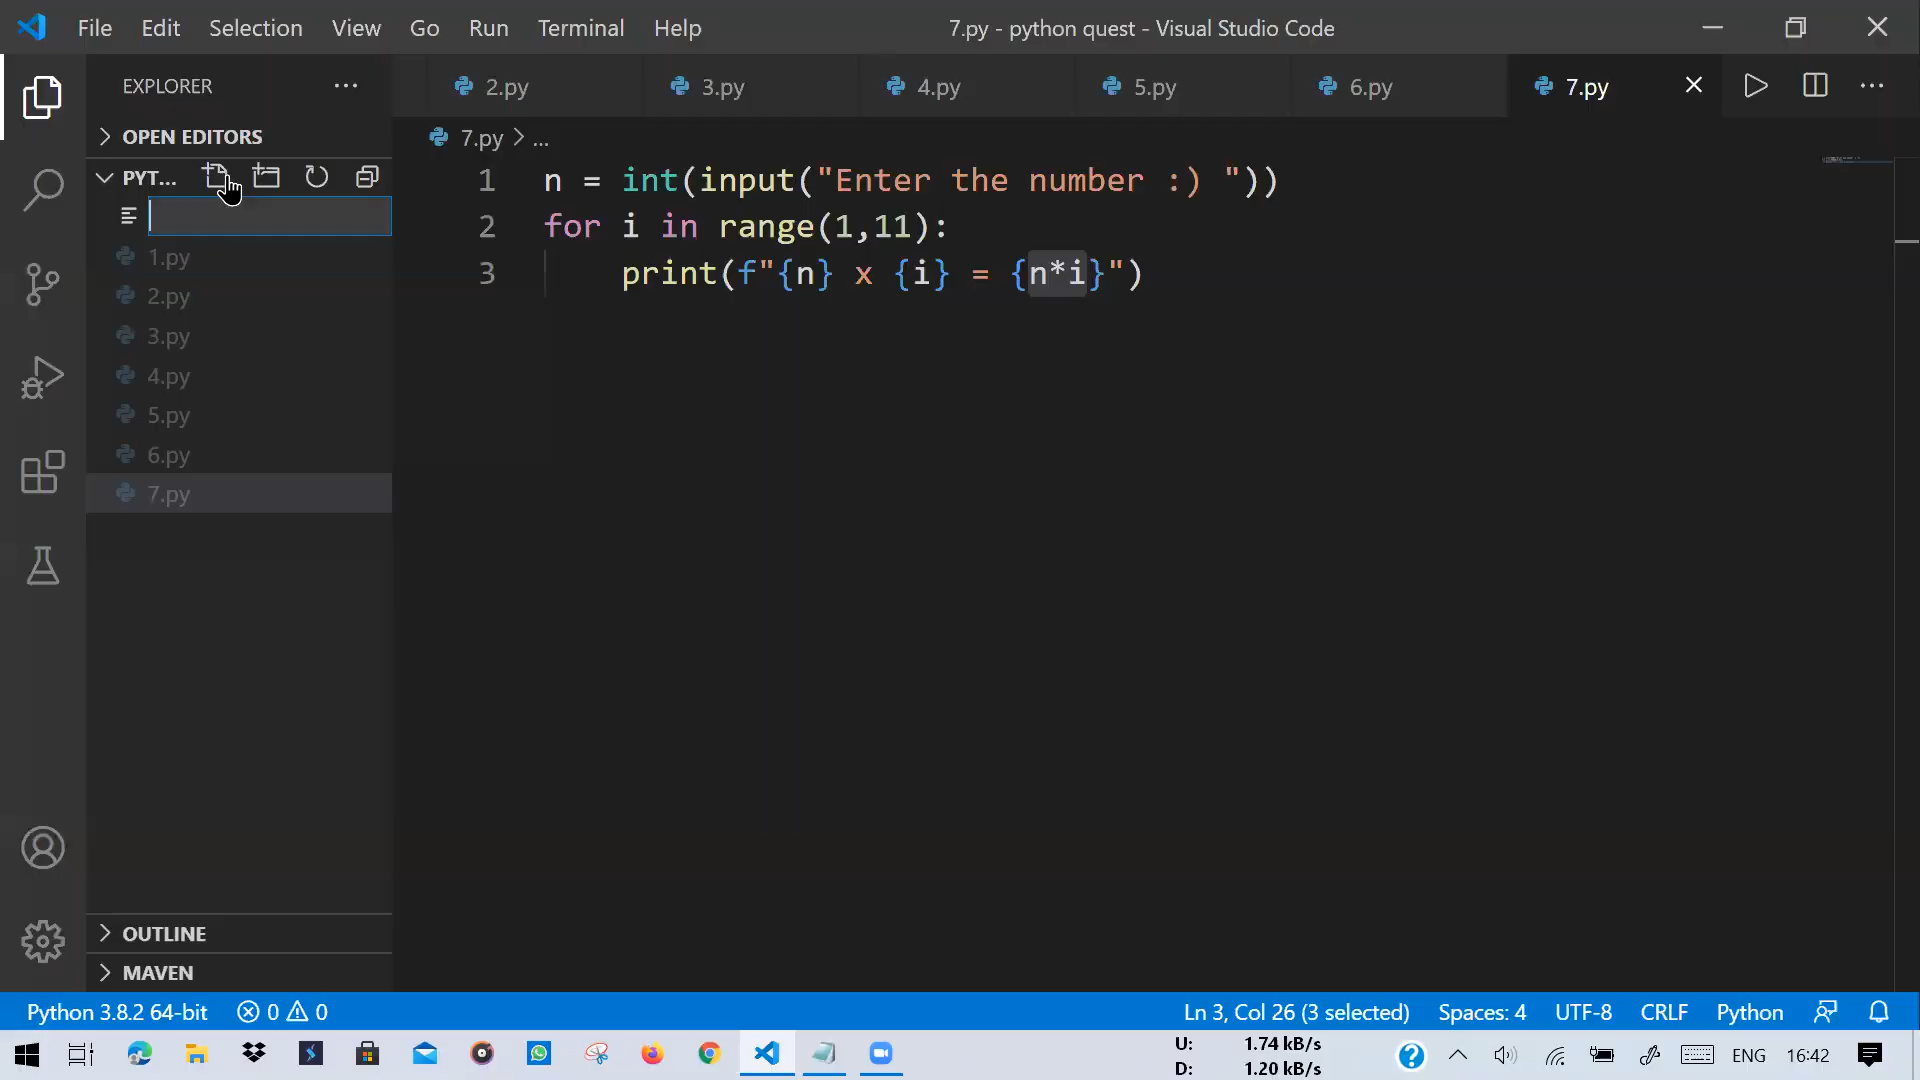 File Edit Selection View Go Run Terminal Help
7.py - python quest - Visual Studio Code
EXPLORER
2.py 3.py 4.py 5.py 6.py 7.py
OPEN EDITORS
7.py > ...
PYT...
1.py
2.py
3.py
4.py
5.py
6.py
7.py
1 n = int(input("Enter the number :) "))
2 for i in range(1,11):
3 print(f"{n} x {i} = {n*i}")
OUTLINE
MAVEN
Python 3.8.2 64-bit 0 0 Ln 3, Col 26 (3 selected) Spaces: 4 UTF-8 CRLF Python
U: 1.74 kB/s
D: 1.20 kB/s
ENG 16:42